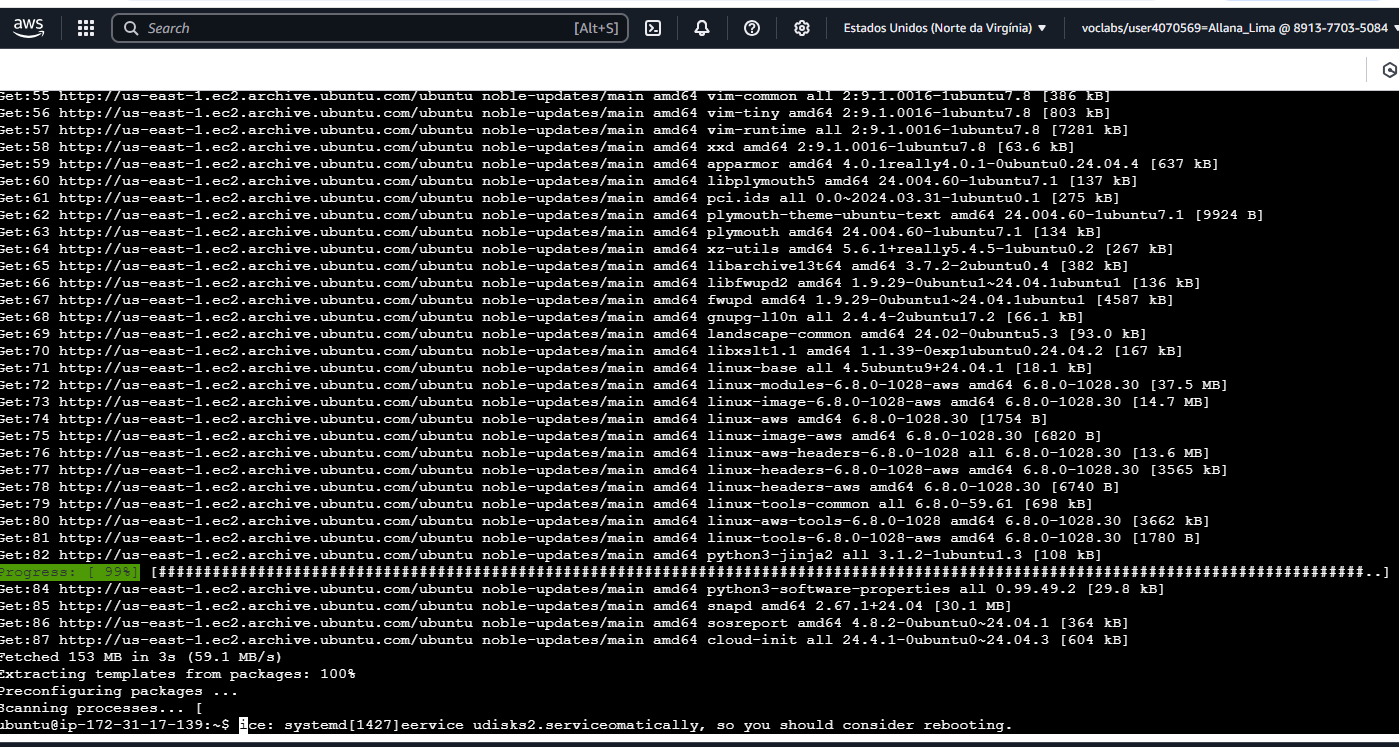 aws
Search [Alt+S] Estados Unidos (Norte da Virgínia) ▼ voclabs/user4070569=Allana_Lima @ 8913-7703-5084
Get:55 http://us-east-1.ec2.archive.ubuntu.com/ubuntu noble-updates/main amd64 vim-common all 2:9.1.0016-1ubuntu7.8 [386 kB]
Get:56 http://us-east-1.ec2.archive.ubuntu.com/ubuntu noble-updates/main amd64 vim-tiny amd64 2:9.1.0016-1ubuntu7.8 [803 kB]
Get:57 http://us-east-1.ec2.archive.ubuntu.com/ubuntu noble-updates/main amd64 vim-runtime all 2:9.1.0016-1ubuntu7.8 [7281 kB]
Get:58 http://us-east-1.ec2.archive.ubuntu.com/ubuntu noble-updates/main amd64 xxd amd64 2:9.1.0016-1ubuntu7.8 [63.6 kB]
Get:59 http://us-east-1.ec2.archive.ubuntu.com/ubuntu noble-updates/main amd64 apparmor amd64 4.0.1really4.0.1-0ubuntu0.24.04.4 [637 kB]
Get:60 http://us-east-1.ec2.archive.ubuntu.com/ubuntu noble-updates/main amd64 libplymouth5 amd64 24.004.60-1ubuntu7.1 [137 kB]
Get:61 http://us-east-1.ec2.archive.ubuntu.com/ubuntu noble-updates/main amd64 pci.ids all 0.0~2024.03.31-1ubuntu0.1 [275 kB]
Get:62 http://us-east-1.ec2.archive.ubuntu.com/ubuntu noble-updates/main amd64 plymouth-theme-ubuntu-text amd64 24.004.60-1ubuntu7.1 [9924 B]
Get:63 http://us-east-1.ec2.archive.ubuntu.com/ubuntu noble-updates/main amd64 plymouth amd64 24.004.60-1ubuntu7.1 [134 kB]
Get:64 http://us-east-1.ec2.archive.ubuntu.com/ubuntu noble-updates/main amd64 xz-utils amd64 5.6.1+really5.4.5-1ubuntu0.2 [267 kB]
Get:65 http://us-east-1.ec2.archive.ubuntu.com/ubuntu noble-updates/main amd64 libarchive13t64 amd64 3.7.2-2ubuntu0.4 [382 kB]
Get:66 http://us-east-1.ec2.archive.ubuntu.com/ubuntu noble-updates/main amd64 libfwupd2 amd64 1.9.29-0ubuntu1~24.04.1ubuntu1 [136 kB]
Get:67 http://us-east-1.ec2.archive.ubuntu.com/ubuntu noble-updates/main amd64 fwupd amd64 1.9.29-0ubuntu1~24.04.1ubuntu1 [4587 kB]
Get:68 http://us-east-1.ec2.archive.ubuntu.com/ubuntu noble-updates/main amd64 gnupg-l10n all 2.4.4-2ubuntu17.2 [66.1 kB]
Get:69 http://us-east-1.ec2.archive.ubuntu.com/ubuntu noble-updates/main amd64 landscape-common amd64 24.02-0ubuntu5.3 [93.0 kB]
Get:70 http://us-east-1.ec2.archive.ubuntu.com/ubuntu noble-updates/main amd64 libxslt1.1 amd64 1.1.39-0exp1ubuntu0.24.04.2 [167 kB]
Get:71 http://us-east-1.ec2.archive.ubuntu.com/ubuntu noble-updates/main amd64 linux-base all 4.5ubuntu9+24.04.1 [18.1 kB]
Get:72 http://us-east-1.ec2.archive.ubuntu.com/ubuntu noble-updates/main amd64 linux-modules-6.8.0-1028-aws amd64 6.8.0-1028.30 [37.5 MB]
Get:73 http://us-east-1.ec2.archive.ubuntu.com/ubuntu noble-updates/main amd64 linux-image-6.8.0-1028-aws amd64 6.8.0-1028.30 [14.7 MB]
Get:74 http://us-east-1.ec2.archive.ubuntu.com/ubuntu noble-updates/main amd64 linux-aws amd64 6.8.0-1028.30 [1754 B]
Get:75 http://us-east-1.ec2.archive.ubuntu.com/ubuntu noble-updates/main amd64 linux-image-aws amd64 6.8.0-1028.30 [6820 B]
Get:76 http://us-east-1.ec2.archive.ubuntu.com/ubuntu noble-updates/main amd64 linux-aws-headers-6.8.0-1028 all 6.8.0-1028.30 [13.6 MB]
Get:77 http://us-east-1.ec2.archive.ubuntu.com/ubuntu noble-updates/main amd64 linux-headers-6.8.0-1028-aws amd64 6.8.0-1028.30 [3565 kB]
Get:78 http://us-east-1.ec2.archive.ubuntu.com/ubuntu noble-updates/main amd64 linux-headers-aws amd64 6.8.0-1028.30 [6740 B]
Get:79 http://us-east-1.ec2.archive.ubuntu.com/ubuntu noble-updates/main amd64 linux-tools-common all 6.8.0-59.61 [698 kB]
Get:80 http://us-east-1.ec2.archive.ubuntu.com/ubuntu noble-updates/main amd64 linux-aws-tools-6.8.0-1028 amd64 6.8.0-1028.30 [3662 kB]
Get:81 http://us-east-1.ec2.archive.ubuntu.com/ubuntu noble-updates/main amd64 linux-tools-6.8.0-1028-aws amd64 6.8.0-1028.30 [1780 B]
Get:82 http://us-east-1.ec2.archive.ubuntu.com/ubuntu noble-updates/main amd64 python3-jinja2 all 3.1.2-1ubuntu1.3 [108 kB]
Progress: [ 99%] [########################################################################################################################################..]
Get:84 http://us-east-1.ec2.archive.ubuntu.com/ubuntu noble-updates/main amd64 python3-software-properties all 0.99.49.2 [29.8 kB]
Get:85 http://us-east-1.ec2.archive.ubuntu.com/ubuntu noble-updates/main amd64 snapd amd64 2.67.1+24.04 [30.1 MB]
Get:86 http://us-east-1.ec2.archive.ubuntu.com/ubuntu noble-updates/main amd64 sosreport amd64 4.8.2-0ubuntu0~24.04.1 [364 kB]
Get:87 http://us-east-1.ec2.archive.ubuntu.com/ubuntu noble-updates/main amd64 cloud-init all 24.4.1-0ubuntu0~24.04.3 [604 kB]
Fetched 153 MB in 3s (59.1 MB/s)
Extracting templates from packages: 100%
Preconfiguring packages ...
Scanning processes... [
ubuntu@ip-172-31-17-139:~$ ice: systemd[1427]eervice udisks2.serviceomatically, so you should consider rebooting.